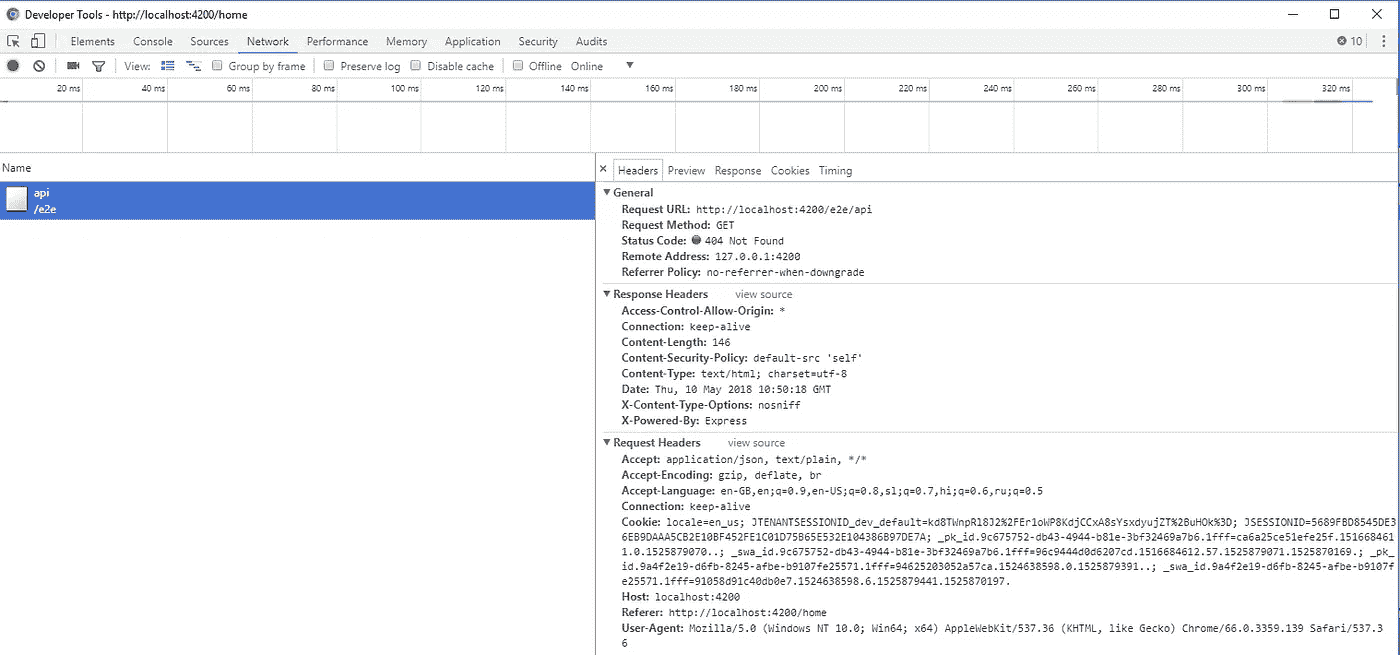 Developer Tools - http://localhost:4200/home
Elements Console Sources Network Performance Memory Application Security Audits 10
View: Group by frame Preserve log Disable cache Offline Online
20 ms 40 ms 60 ms 80 ms 100 ms 120 ms 140 ms 160 ms 180 ms 200 ms 220 ms 240 ms 260 ms 280 ms 300 ms 320 ms
Name
api
/e2e
× Headers Preview Response Cookies Timing
General
Request URL: http://localhost:4200/e2e/api
Request Method: GET
Status Code: 404 Not Found
Remote Address: 127.0.0.1:4200
Referrer Policy: no-referrer-when-downgrade
Response Headers view source
Access-Control-Allow-Origin: *
Connection: keep-alive
Content-Length: 146
Content-Security-Policy: default-src 'self'
Content-Type: text/html; charset=utf-8
Date: Thu, 10 May 2018 10:50:18 GMT
X-Content-Type-Options: nosniff
X-Powered-By: Express
Request Headers view source
Accept: application/json, text/plain, */*
Accept-Encoding: gzip, deflate, br
Accept-Language: en-GB,en;q=0.9,en-US;q=0.8,sl;q=0.7,hi;q=0.6,ru;q=0.5
Connection: keep-alive
Cookie: locale=en_us; JTENANTSESSIONID_dev_default=kd8TWnpRl8J2%2FEr1oWP8KdjCCxA8sYsxdyujZT%2BuHOk%3D; JSESSIONID=5689FBD8545DE3
6EB9DAAA5CB2E10BF452FE1C01D75B65E532E104386B97DE7A; _pk_id.9c675752-db43-4944-b81e-3bf32469a7b6.1fff=ca6a25ce51efe25f.151668461
1.0.1525879070..; _swa_id.9c675752-db43-4944-b81e-3bf32469a7b6.1fff=96c9444d0d6207cd.1516684612.57.1525879071.1525870169.; _pk_
id.9a4f2e19-d6fb-8245-afbe-b9107fe25571.1fff=94625203052a57ca.1524638598.0.1525879391..; _swa_id.9a4f2e19-d6fb-8245-afbe-b9107f
e25571.1fff=91058d91c40db0e7.1524638598.6.1525879441.1525870197.
Host: localhost:4200
Referer: http://localhost:4200/home
User-Agent: Mozilla/5.0 (Windows NT 10.0; Win64; x64) AppleWebKit/537.36 (KHTML, like Gecko) Chrome/66.0.3359.139 Safari/537.3
6